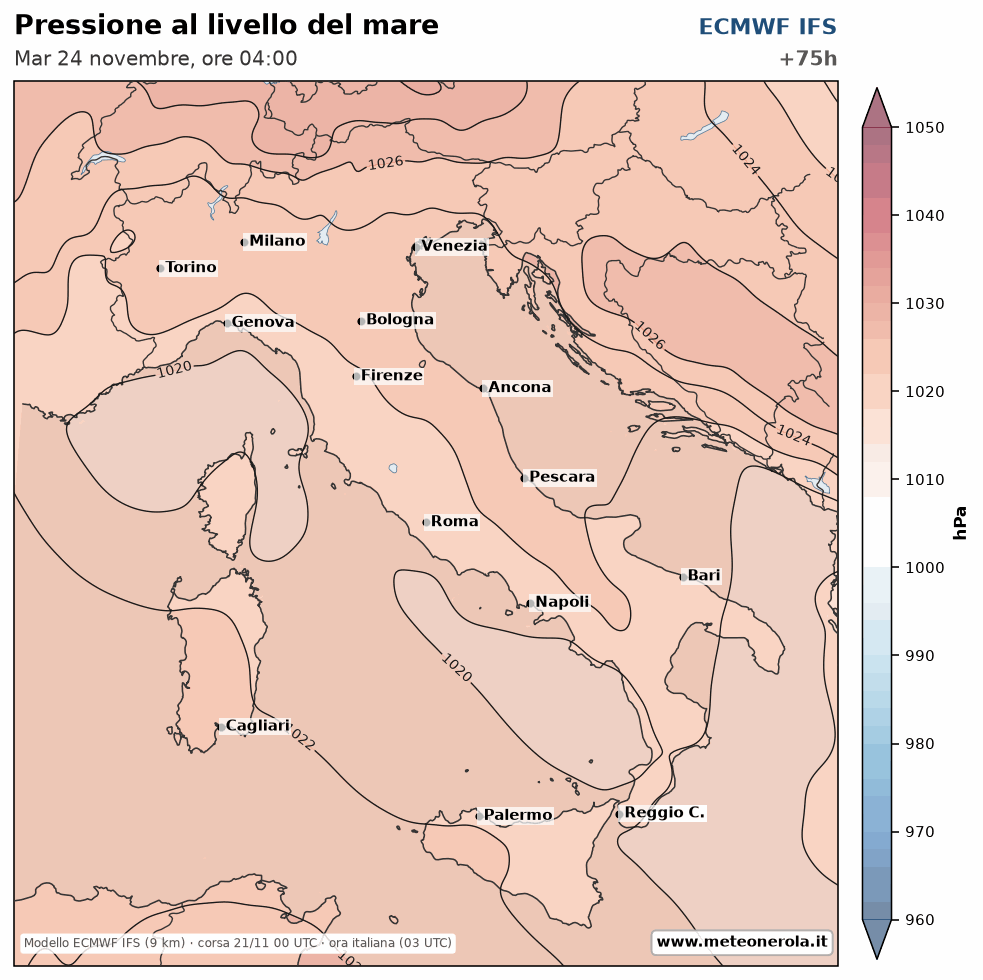 Pressione al livello del mare
ECMWF IFS
Mar 24 novembre, ore 04:00
+75h
1026
1024
Milano
Venezia
Torino
Genova
Bologna
1026
1020
Firenze
Ancona
1024
Pescara
Roma
Bari
Napoli
1020
Cagliari
022
Palermo
Reggio C.
Modello ECMWF IFS (9 km) · corsa 21/11 00 UTC · ora italiana (03 UTC)
www.meteonerola.it
1050
1040
1030
1020
1010
1000
990
980
970
960
hPa